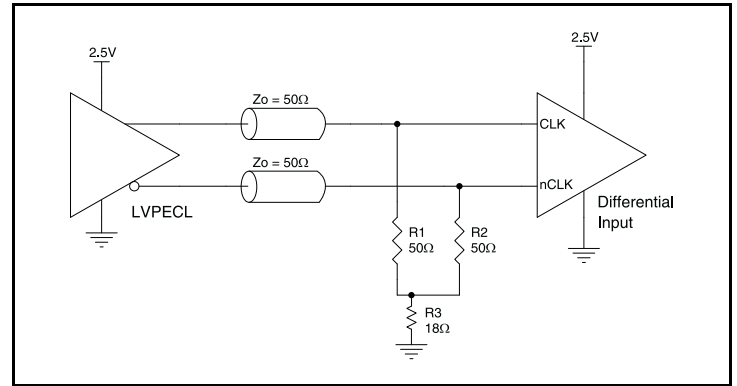 2.5V
2.5V
Zo = 50Ω
CLK
Zo = 50Ω
nCLK
LVPECL
Differential
Input
R1
50Ω
R2
50Ω
R3
18Ω